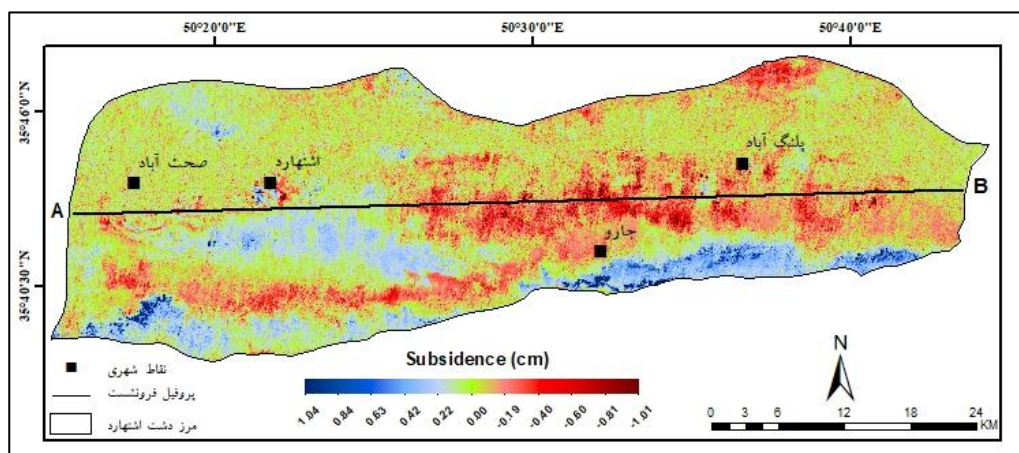 50°20'0"E 50°30'0"E 50°40'0"E
35°46'0"N
35°40'30"N
صحث آباد
اشتهارد
پلنگ آباد
جارو
A
B
نقاط شهری
پروفیل فرونشست
مرز دشت اشتهارد
Subsidence (cm)
1.04 0.84 0.63 0.42 0.22 0.00 -0.19 -0.40 -0.60 -0.81 -1.01
N
0 3 6 12 18 24
KM